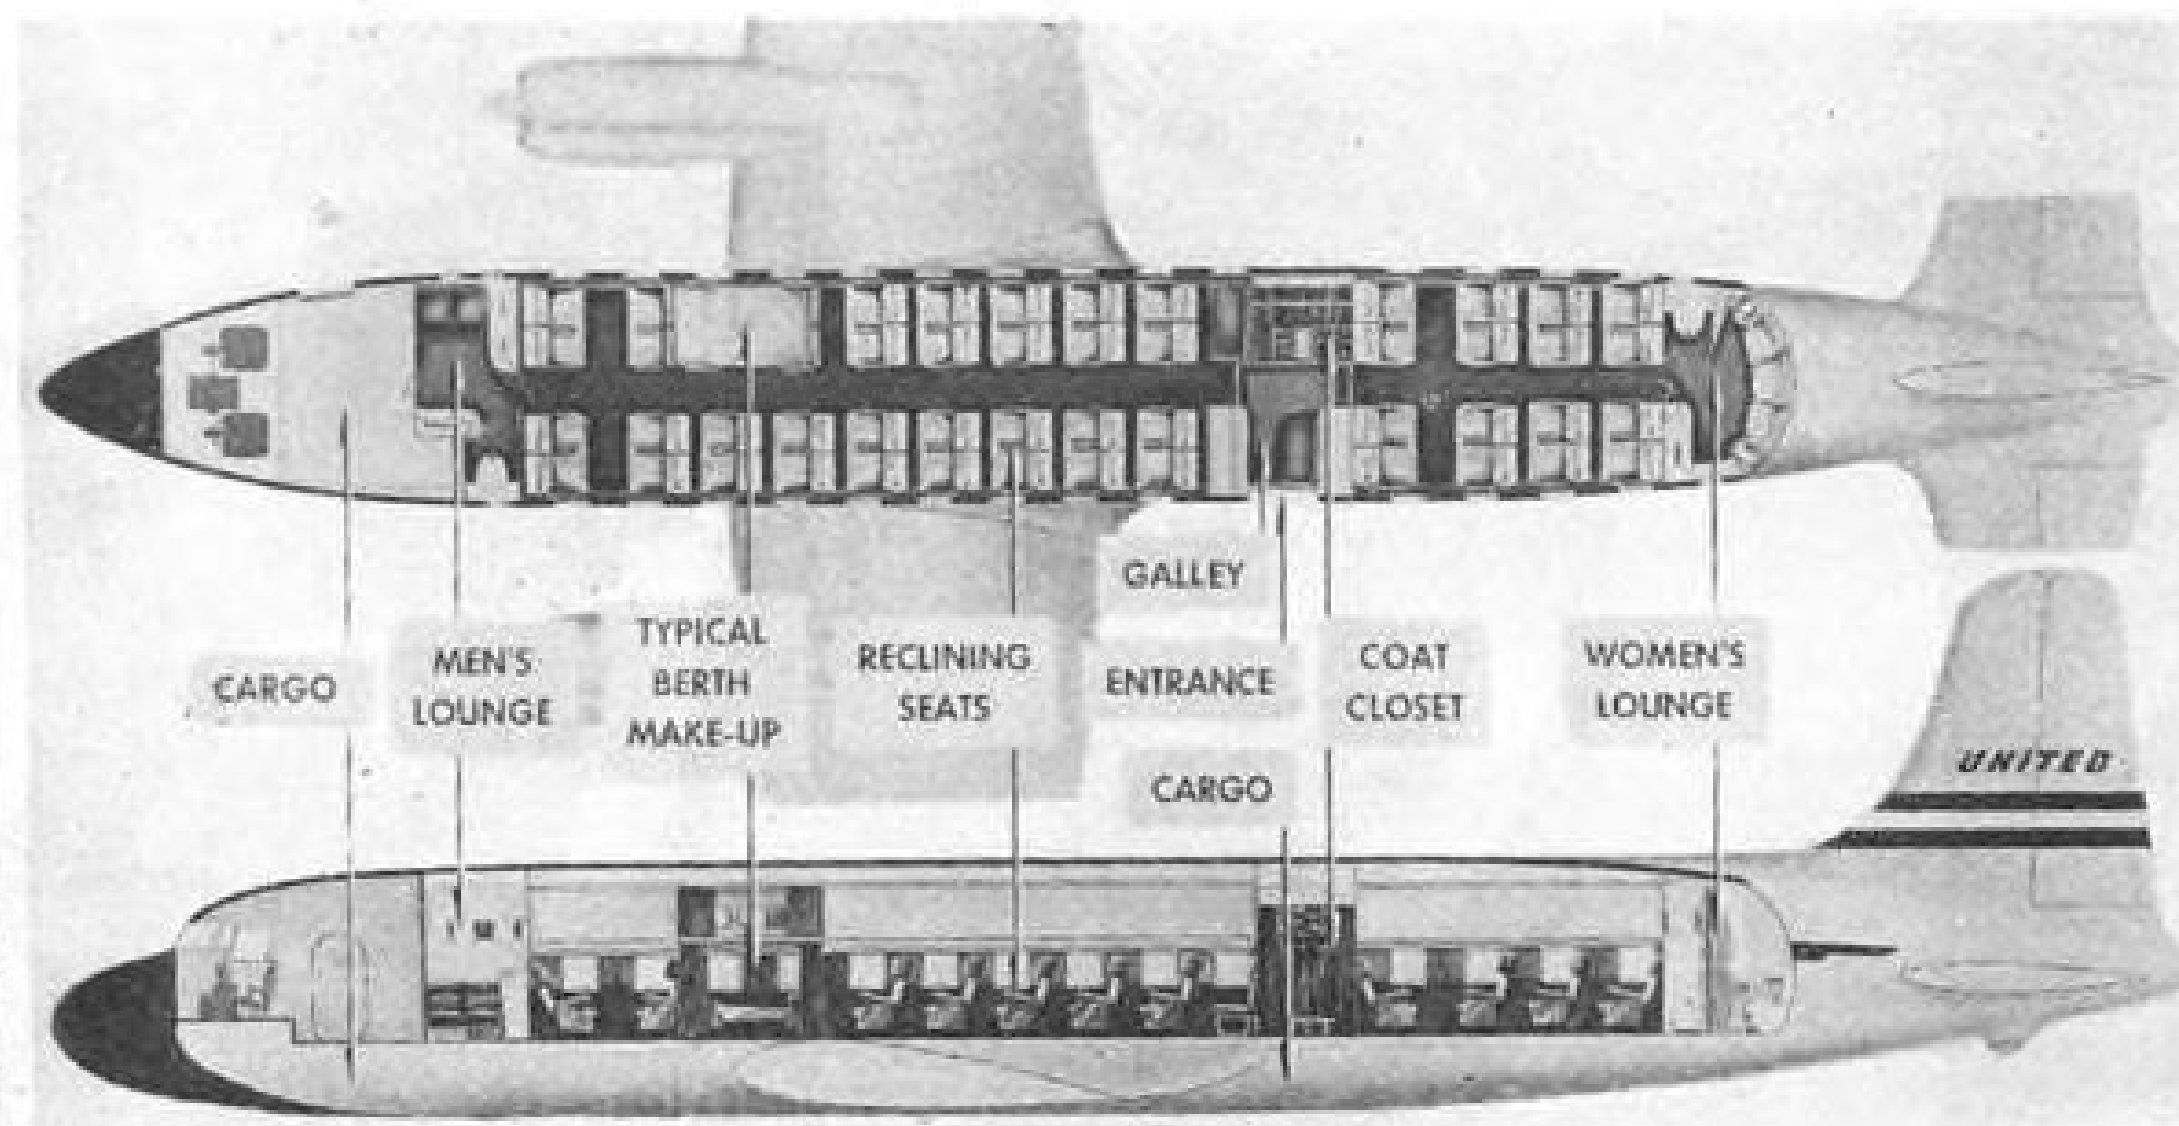 GALLEY
CARGO
MEN'S
LOUNGE
TYPICAL
BERTH
MAKE-UP
RECLINING
SEATS
ENTRANCE
COAT
CLOSET
WOMEN'S
LOUNGE
CARGO
UNITED